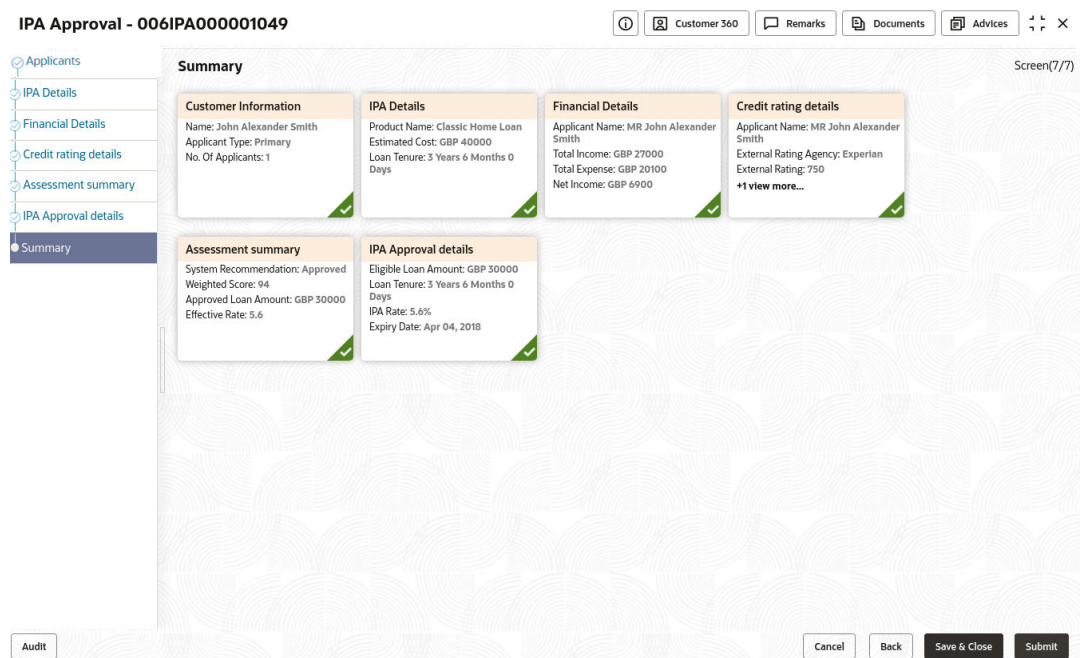 IPA Approval - 006IPA000001049
Customer 360
Remarks
Documents
Advices
Applicants
IPA Details
Financial Details
Credit rating details
Assessment summary
IPA Approval details
Summary
Summary
Screen(7/7)
Customer Information
Name: John Alexander Smith
Applicant Type: Primary
No. Of Applicants: 1
IPA Details
Product Name: Classic Home Loan
Estimated Cost: GBP 40000
Loan Tenure: 3 Years 6 Months 0
Days
Financial Details
Applicant Name: MR John Alexander
Smith
Total Income: GBP 27000
Total Expense: GBP 20100
Net Income: GBP 6900
Credit rating details
Applicant Name: MR John Alexander
Smith
External Rating Agency: Experian
External Rating: 750
+1 view more...
Assessment summary
System Recommendation: Approved
Weighted Score: 94
Approved Loan Amount: GBP 30000
Effective Rate: 5.6
IPA Approval details
Eligible Loan Amount: GBP 30000
Loan Tenure: 3 Years 6 Months 0
Days
IPA Rate: 5.6%
Expiry Date: Apr 04, 2018
Audit
Cancel
Back
Save & Close
Submit